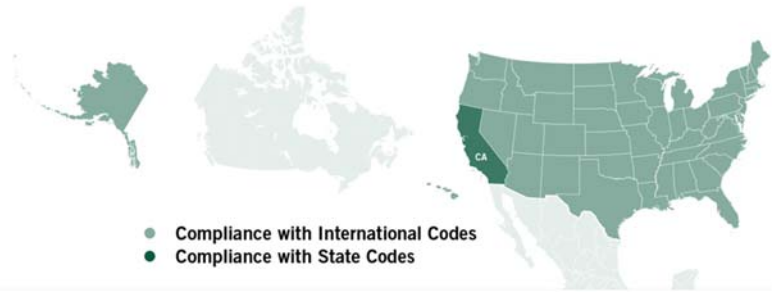 CA
Compliance with International Codes
Compliance with State Codes